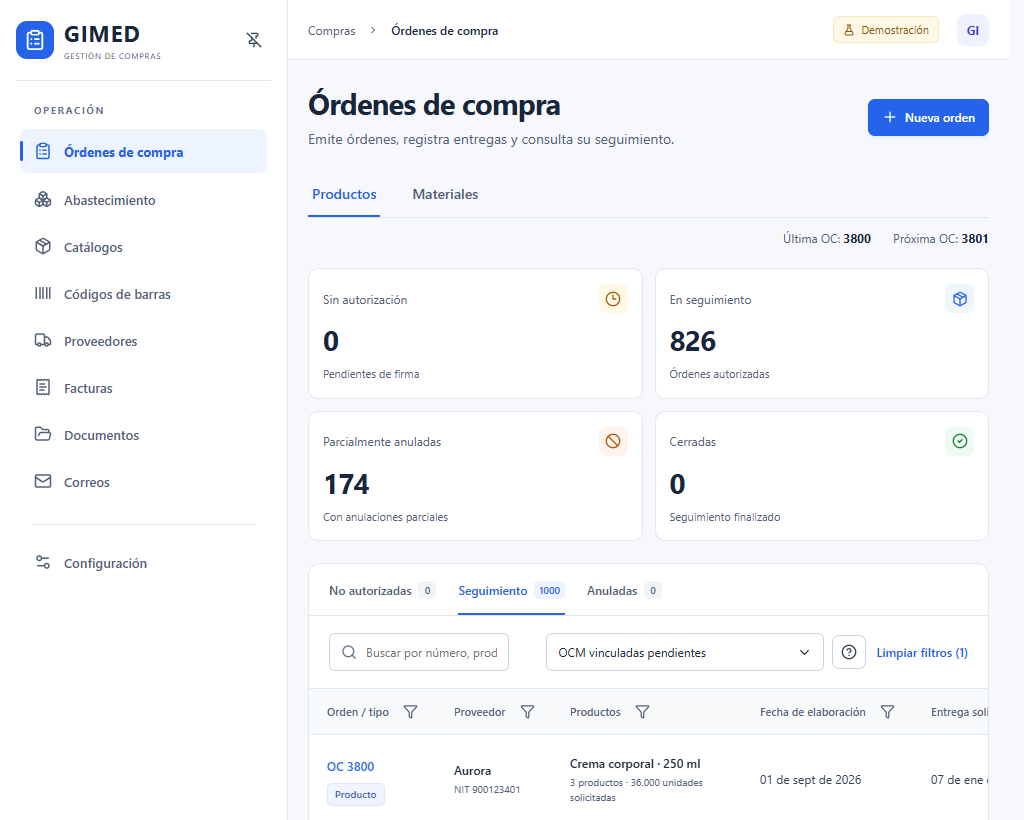 GIMED
GESTIÓN DE COMPRAS
OPERACIÓN
Órdenes de compra
Abastecimiento
Catálogos
Códigos de barras
Proveedores
Facturas
Documentos
Correos
Configuración
Compras > Órdenes de compra
Demostración
GI
Órdenes de compra
Emite órdenes, registra entregas y consulta su seguimiento.
+ Nueva orden
Productos Materiales
Última OC: 3800 Próxima OC: 3801
Sin autorización
0
Pendientes de firma
En seguimiento
826
Órdenes autorizadas
Parcialmente anuladas
174
Con anulaciones parciales
Cerradas
0
Seguimiento finalizado
No autorizadas 0 Seguimiento 1000 Anuladas 0
Buscar por número, prod
OCM vinculadas pendientes
?
Limpiar filtros (1)
Orden / tipo Proveedor Productos Fecha de elaboración Entrega soli
OC 3800
Producto
Aurora
NIT 900123401
Crema corporal · 250 ml
3 productos · 36.000 unidades
solicitadas
01 de sept de 2026
07 de ene